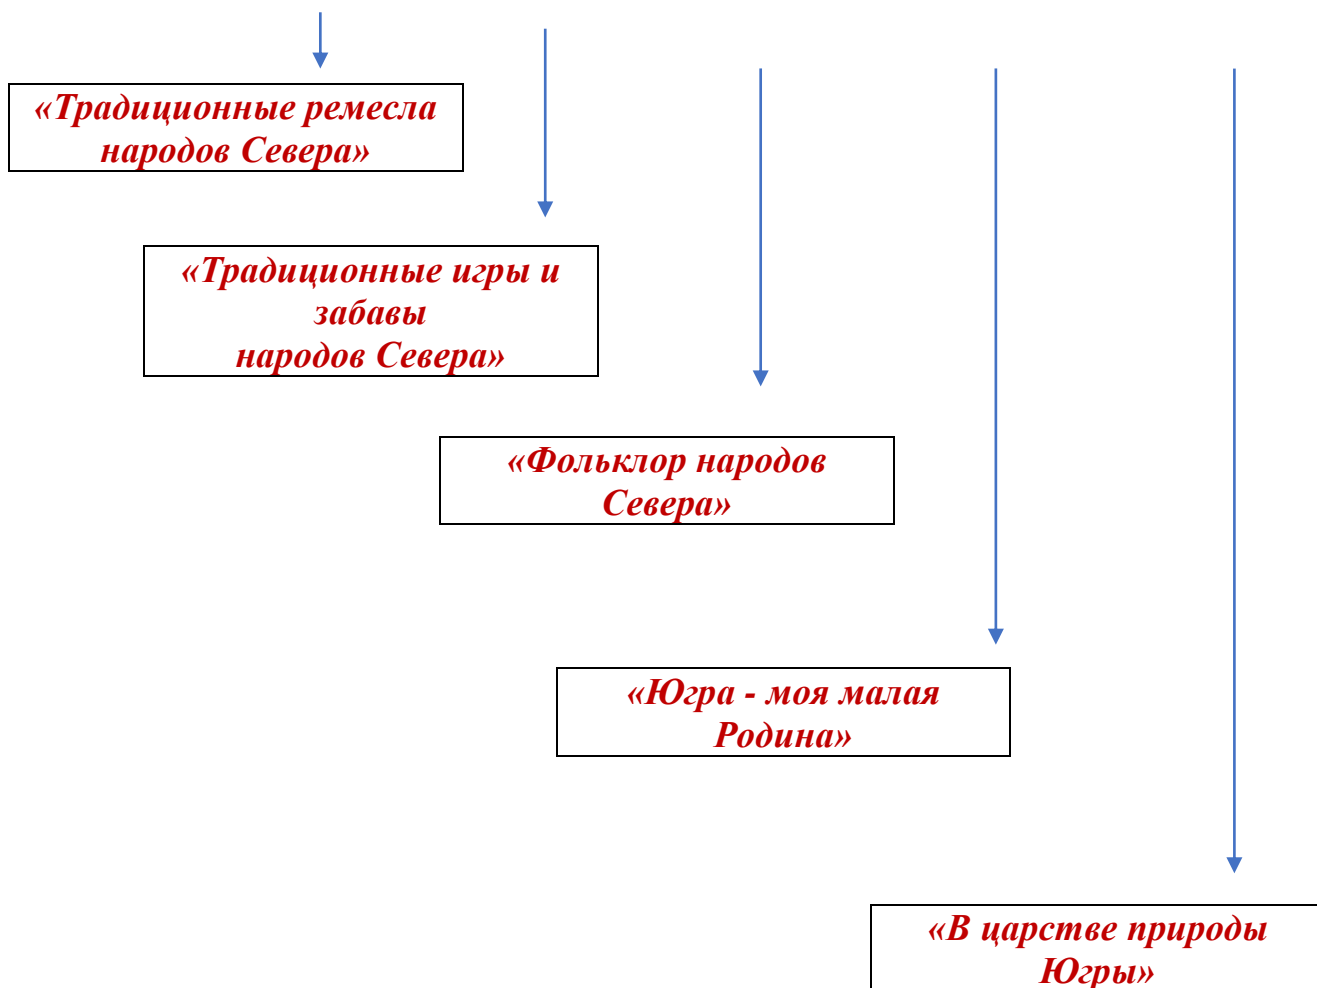 «Традиционные ремесла
народов Севера»
«Традиционные игры и
забавы
народов Севера»
«Фольклор народов
Севера»
«Югра - моя малая
Родина»
«В царстве природы
Югры»